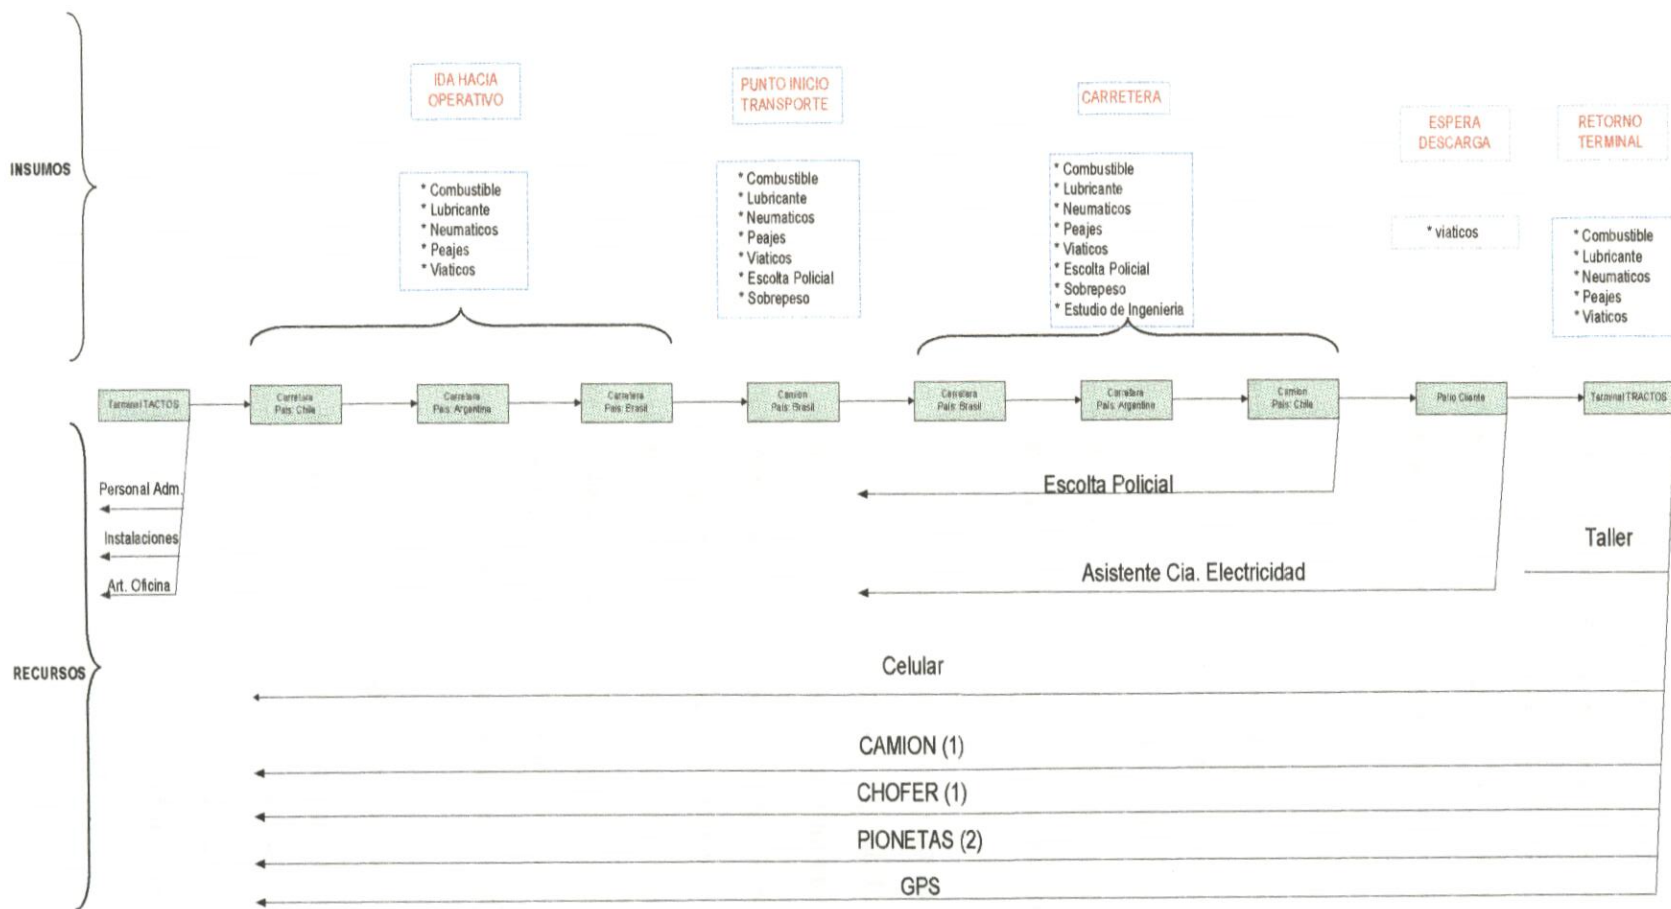 IDA HACIA
OPERATIVO
PUNTO INICIO
TRANSPORTE
CARRETERA
ESPERA
DESCARGA
RETORNO
TERMINAL
INSUMOS
* Combustible
* Lubricante
* Neumaticos
* Peajes
* Viaticos
* Combustible
* Lubricante
* Neumaticos
* Peajes
* Viaticos
* Escolta Policial
* Sobrepeso
* Combustible
* Lubricante
* Neumaticos
* Peajes
* Viaticos
* Escolta Policial
* Sobrepeso
* Estudio de Ingenieria
* viaticos
* Combustible
* Lubricante
* Neumaticos
* Peajes
* Viaticos
Terminal TACTOS
Carretera
País: Chile
Carretera
País: Argentina
Carretera
País: Brasil
Camion
País: Brasil
Carretera
País: Brasil
Carretera
País: Argentina
Camion
País: Chile
Patio Cliente
Terminal TRACTOS
Personal Adm.
Instalaciones
Art. Oficina
Escolta Policial
Asistente Cia. Electricidad
Taller
RECURSOS
Celular
CAMION (1)
CHOFER (1)
PIONETAS (2)
GPS